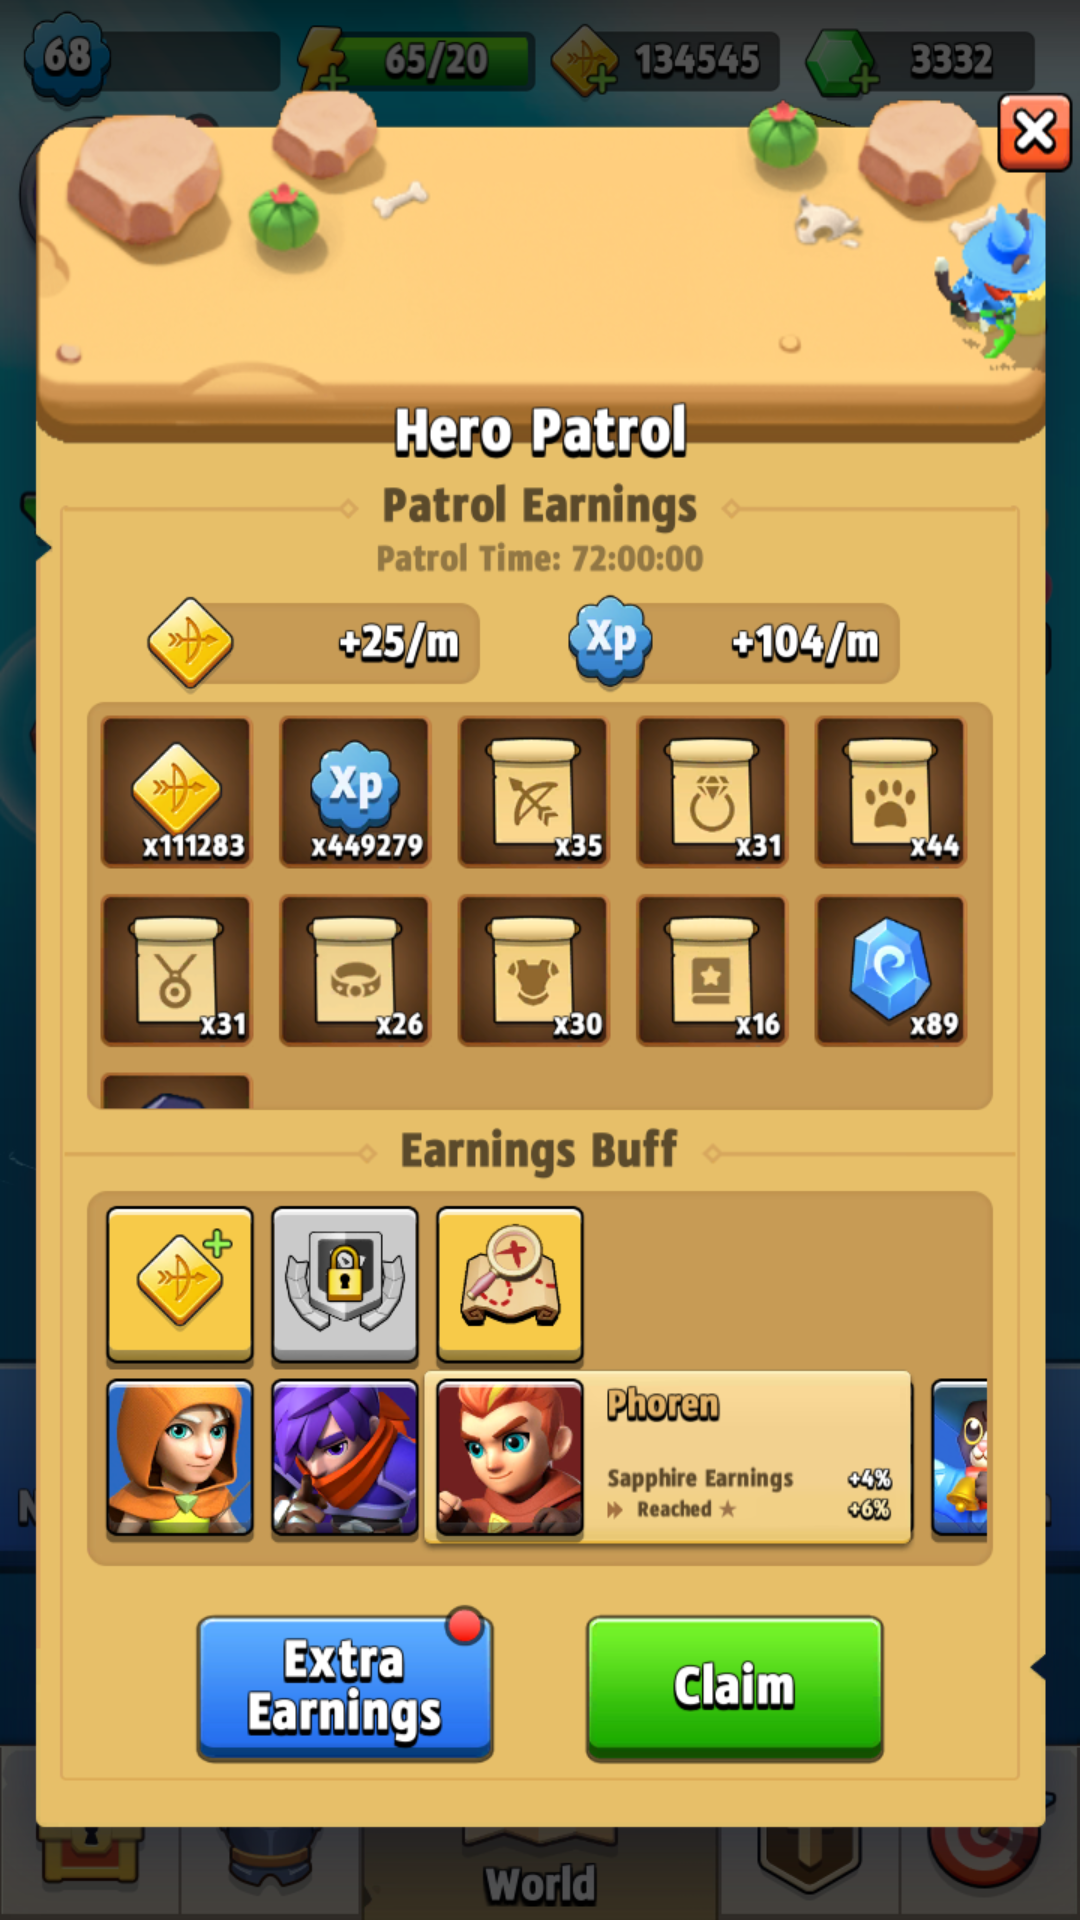 68
65/20
134545
3332
Hero Patrol
Patrol Earnings
Patrol Time: 72:00:00
+25/m
Xp
+104/m
x111283
Xp
x449279
x35
x31
x44
x31
x26
x30
x16
x89
Earnings Buff
Phoren
Sapphire Earnings +4%
Reached ★ +6%
Extra
Earnings
Claim
World